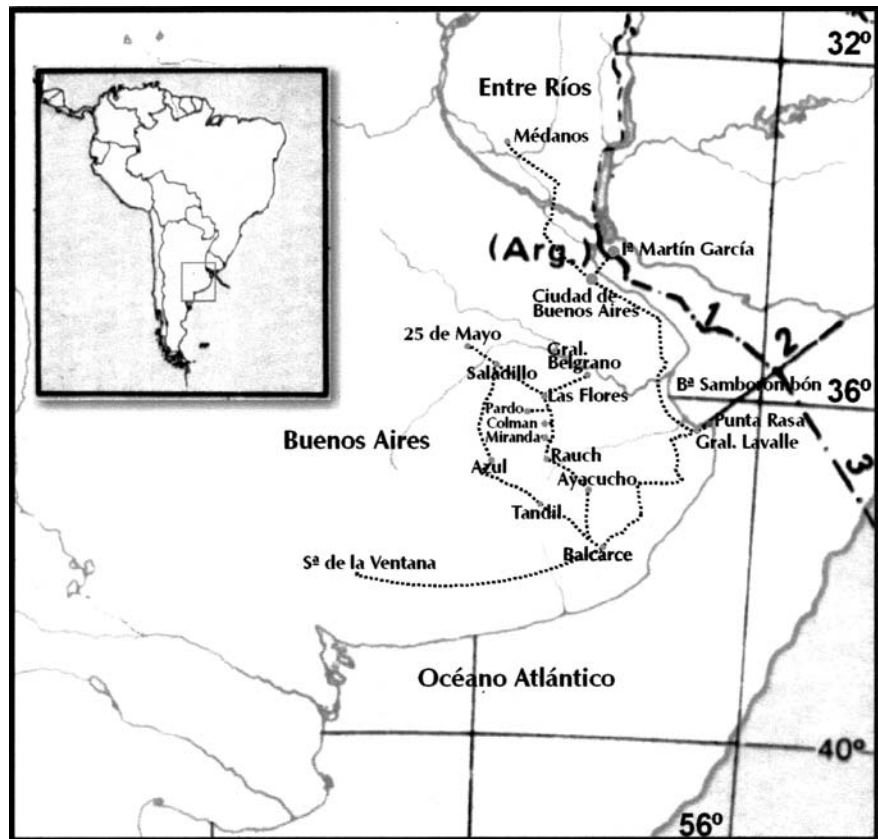 32º
Entre Ríos
Médanos
(Arg.)
Iª Martín García
Ciudad de
Buenos Aires
1
25 de Mayo
Gral.
Belgrano
2
Saladillo
Bª Samborombón
Las Flores
36º
Pardo
Punta Rasa
Colman
Buenos Aires
Miranda
Gral. Lavalle
Rauch
3
Azul
Ayacucho
Tandil
Balcarce
Sª de la Ventana
Océano Atlántico
40º
56º